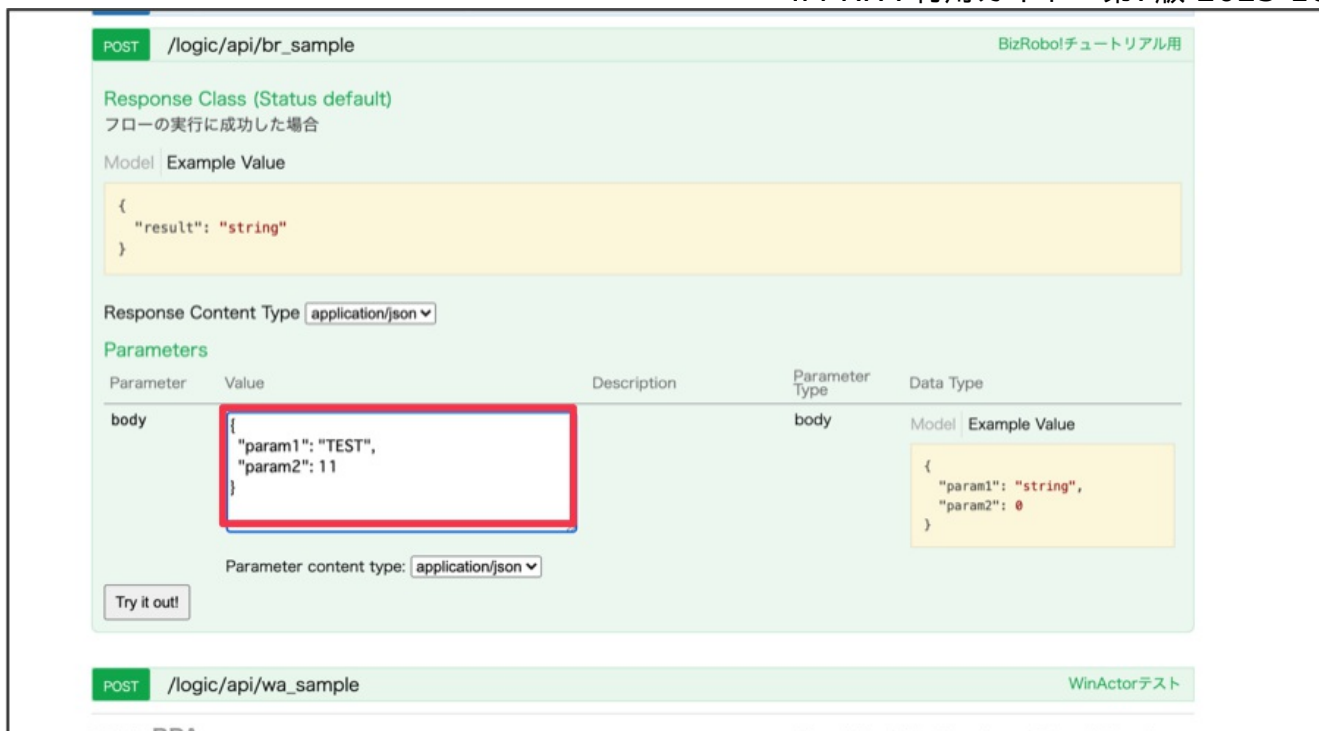 POST /logic/api/br_sample BizRobo!チュートリアル用
Response Class (Status default)
フローの実行に成功した場合
Model Example Value
{
"result": "string"
}
Response Content Type application/json
Parameters
Parameter Value Description Parameter Type Data Type
body
{
"param1": "TEST",
"param2": 11
}
body
Model Example Value
{
"param1": "string",
"param2": 0
}
Parameter content type: application/json
Try it out!
POST /logic/api/wa_sample WinActorテスト